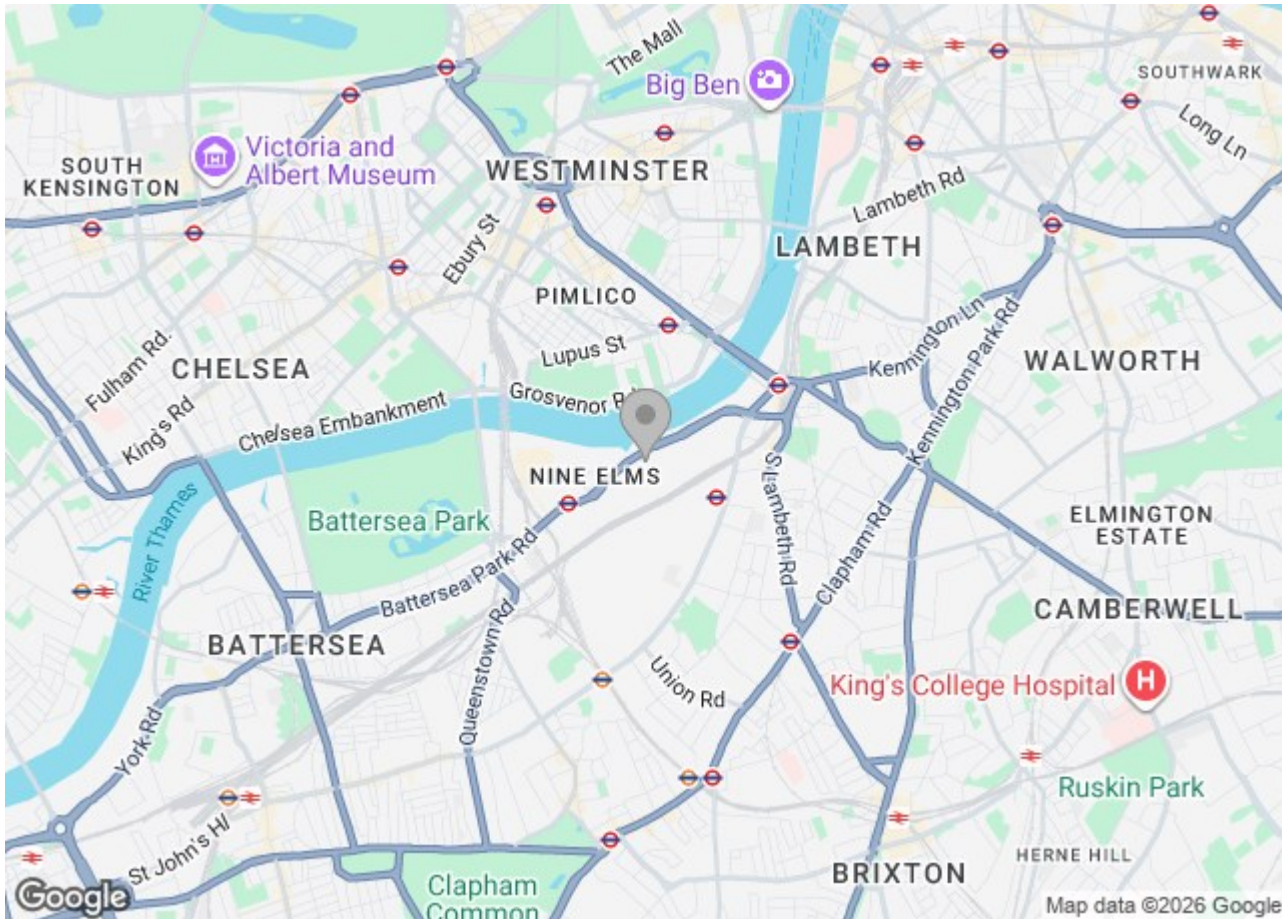 The Mall
Big Ben
SOUTHWARK
Long Ln
Victoria and
Albert Museum
SOUTH
KENSINGTON
WESTMINSTER
Lambeth Rd
Ebury St
LAMBETH
PIMLICO
Lupus St
Kennington Ln
Fulham Rd.
CHELSEA
WALWORTH
Grosvenor
Chelsea Embankment
King's Rd
Kennington Park Rd
NINE ELMS
S Lambeth Rd
River Thames
Battersea Park
Clapham Rd
ELMINGTON
ESTATE
Battersea Park Rd
CAMBERWELL
BATTERSEA
Queenstown Rd
Union Rd
King's College Hospital
H
York Rd
Ruskin Park
St John's
HERNE HILL
BRIXTON
Clapham
Common
Google
Map data ©2026 Google